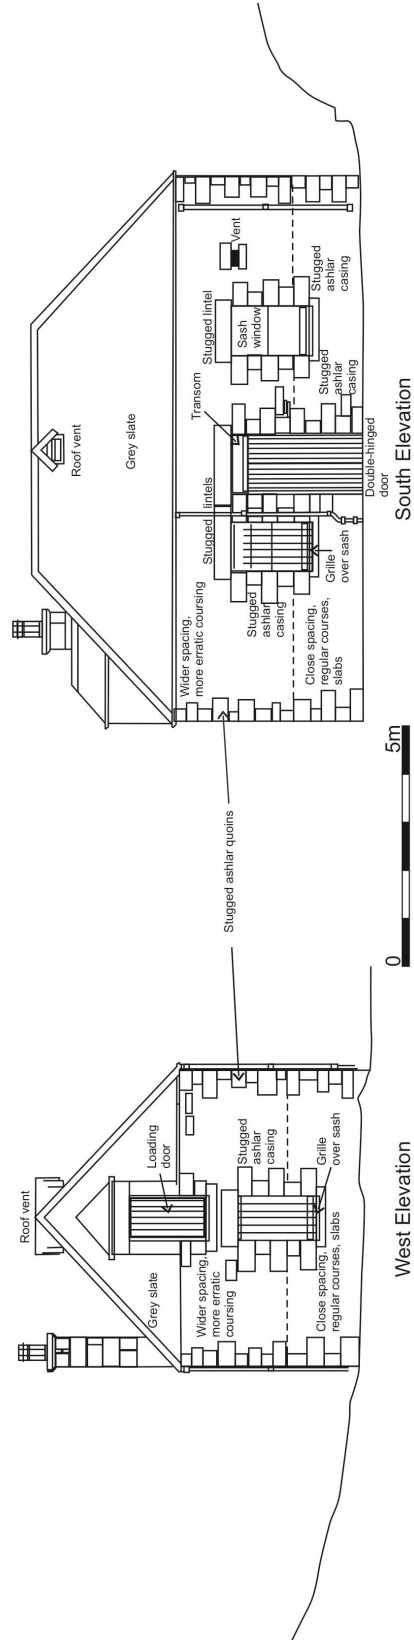 Roof vent
Loading
door
Grey slate
Wider spacing,
more erratic
coursing
Stugged
ashlar
casing
Close spacing,
regular courses, slabs
Grille
over sash
West Elevation
Stugged ashlar quoins
0
5m
Roof vent
Grey slate
Wider spacing,
more erratic coursing
Stugged lintels
Transom
Stugged lintel
Vent
Sash
window
Stugged
ashlar
casing
Stugged
ashlar
casing
Stugged
ashlar
casing
Close spacing,
regular courses,
slabs
Grille
over sash
Double-hinged
door
South Elevation